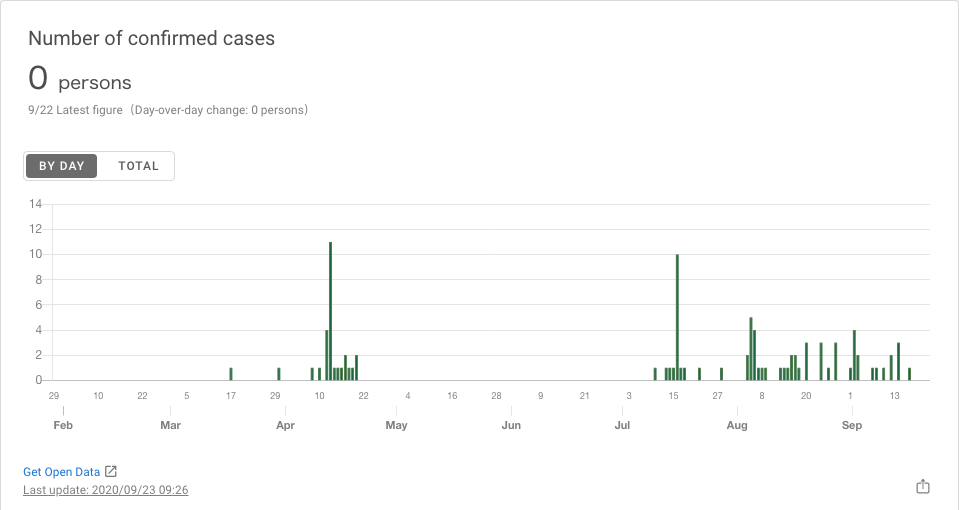 Number of confirmed cases
0 persons
9/22 Latest figure（Day-over-day change: 0 persons）
BY DAY TOTAL
14
12
10
8
6
4
2
0
29 10 22 5 17 29 10 22 4 16 28 9 21 3 15 27 8 20 1 13
Feb Mar Apr May Jun Jul Aug Sep
Get Open Data
Last update: 2020/09/23 09:26